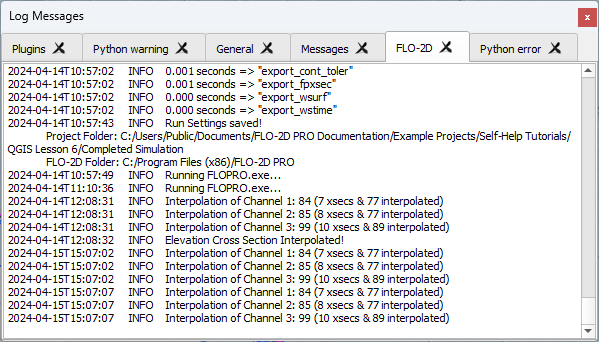 Log Messages
Plugins
Python warning
General
Messages
FLO-2D
Python error
2024-04-14T10:57:02 INFO 0.001 seconds => "export_cont_toler"
2024-04-14T10:57:02 INFO 0.001 seconds => "export_fpxsec"
2024-04-14T10:57:02 INFO 0.000 seconds => "export_wsurf"
2024-04-14T10:57:02 INFO 0.000 seconds => "export_wstime"
2024-04-14T10:57:43 INFO Run Settings saved!
Project Folder: C:/Users/Public/Documents/FLO-2D PRO Documentation/Example Projects/Self-Help Tutorials/
QGIS Lesson 6/Completed Simulation
FLO-2D Folder: C:/Program Files (x86)/FLO-2D PRO
2024-04-14T10:57:49 INFO Running FLOPRO.exe...
2024-04-14T11:10:36 INFO Running FLOPRO.exe...
2024-04-14T12:08:31 INFO Interpolation of Channel 1: 84 (7 xsecs & 77 interpolated)
2024-04-14T12:08:31 INFO Interpolation of Channel 2: 85 (8 xsecs & 77 interpolated)
2024-04-14T12:08:31 INFO Interpolation of Channel 3: 99 (10 xsecs & 89 interpolated)
2024-04-14T12:08:32 INFO Elevation Cross Section Interpolated!
2024-04-15T15:07:02 INFO Interpolation of Channel 1: 84 (7 xsecs & 77 interpolated)
2024-04-15T15:07:02 INFO Interpolation of Channel 2: 85 (8 xsecs & 77 interpolated)
2024-04-15T15:07:02 INFO Interpolation of Channel 3: 99 (10 xsecs & 89 interpolated)
2024-04-15T15:07:07 INFO Interpolation of Channel 1: 84 (7 xsecs & 77 interpolated)
2024-04-15T15:07:07 INFO Interpolation of Channel 2: 85 (8 xsecs & 77 interpolated)
2024-04-15T15:07:07 INFO Interpolation of Channel 3: 99 (10 xsecs & 89 interpolated)